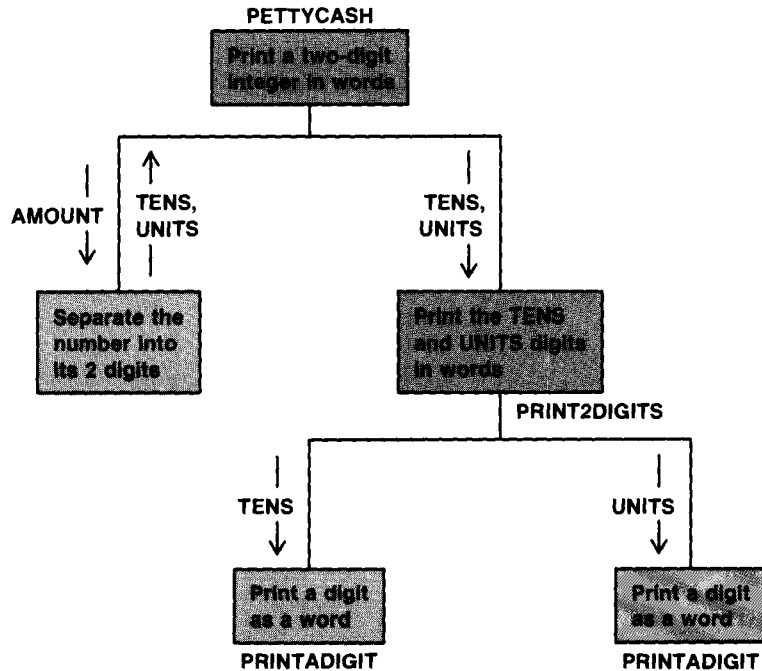 PETTYCASH
Print a two-digit
integer in words
AMOUNT
TENS,
UNITS
TENS,
UNITS
Separate the
number into
its 2 digits
Print the TENS
and UNITS digits
in words
PRINT2DIGITS
TENS
UNITS
Print a digit
as a word
Print a digit
as a word
PRINTADIGIT
PRINTADIGIT